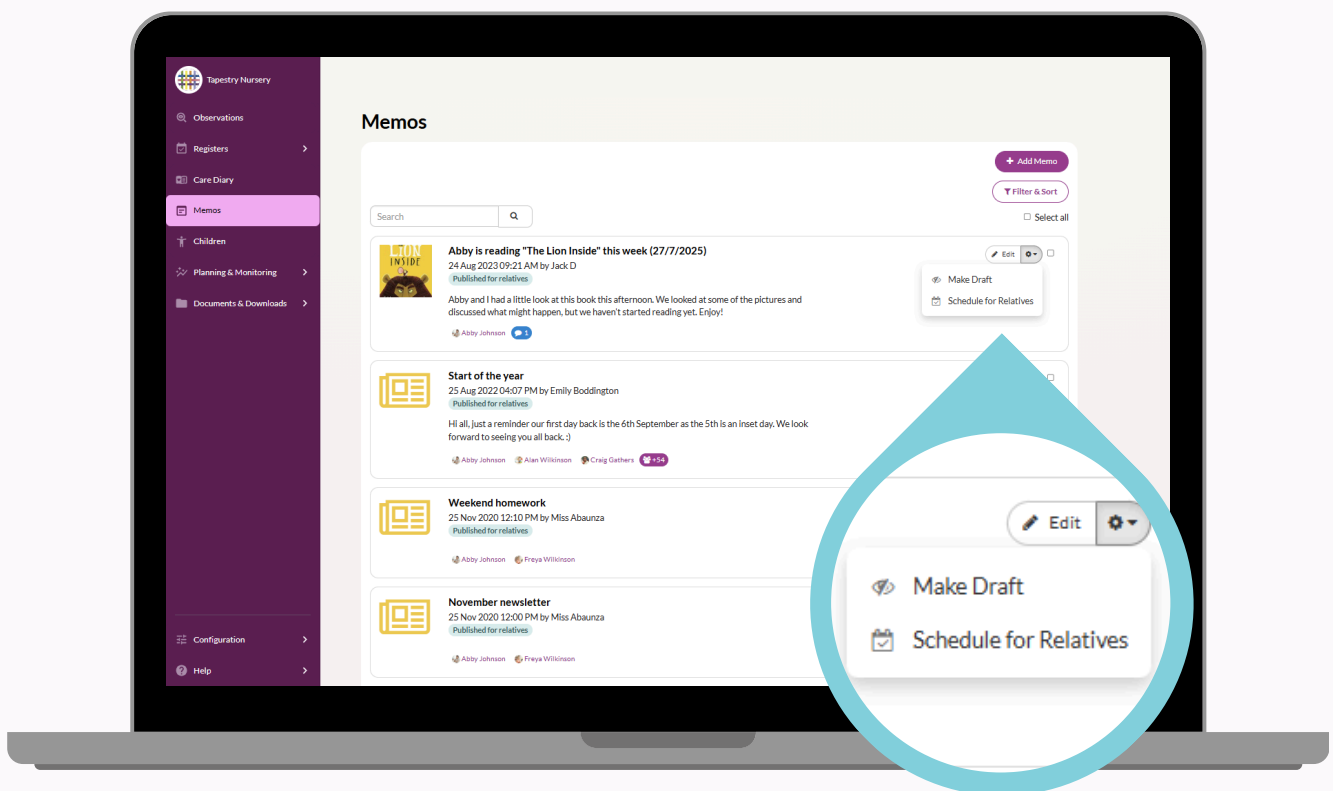 Tapestry Nursery
Observations
Registers
Care Diary
Memos
Children
Planning & Monitoring
Documents & Downloads
Configuration
Help
Memos
+ Add Memo
Filter & Sort
Search
Select all
LION
INSIDE
Abby is reading "The Lion Inside" this week (27/7/2025)
24 Aug 2023 09:21 AM by Jack D
Published for relatives
Abby and I had a little look at this book this afternoon. We looked at some of the pictures and
discussed what might happen, but we haven't started reading yet. Enjoy!
Abby Johnson 1
Edit
Make Draft
Schedule for Relatives
Start of the year
25 Aug 2022 04:07 PM by Emily Boddington
Published for relatives
Hi all, just a reminder our first day back is the 6th September as the 5th is an inset day. We look
forward to seeing you all back. :)
Abby Johnson Alan Wilkinson Craig Gathers +54
Weekend homework
25 Nov 2020 12:10 PM by Miss Abaunza
Published for relatives
Abby Johnson Freya Wilkinson
November newsletter
25 Nov 2020 12:00 PM by Miss Abaunza
Published for relatives
Abby Johnson Freya Wilkinson
Edit
Make Draft
Schedule for Relatives